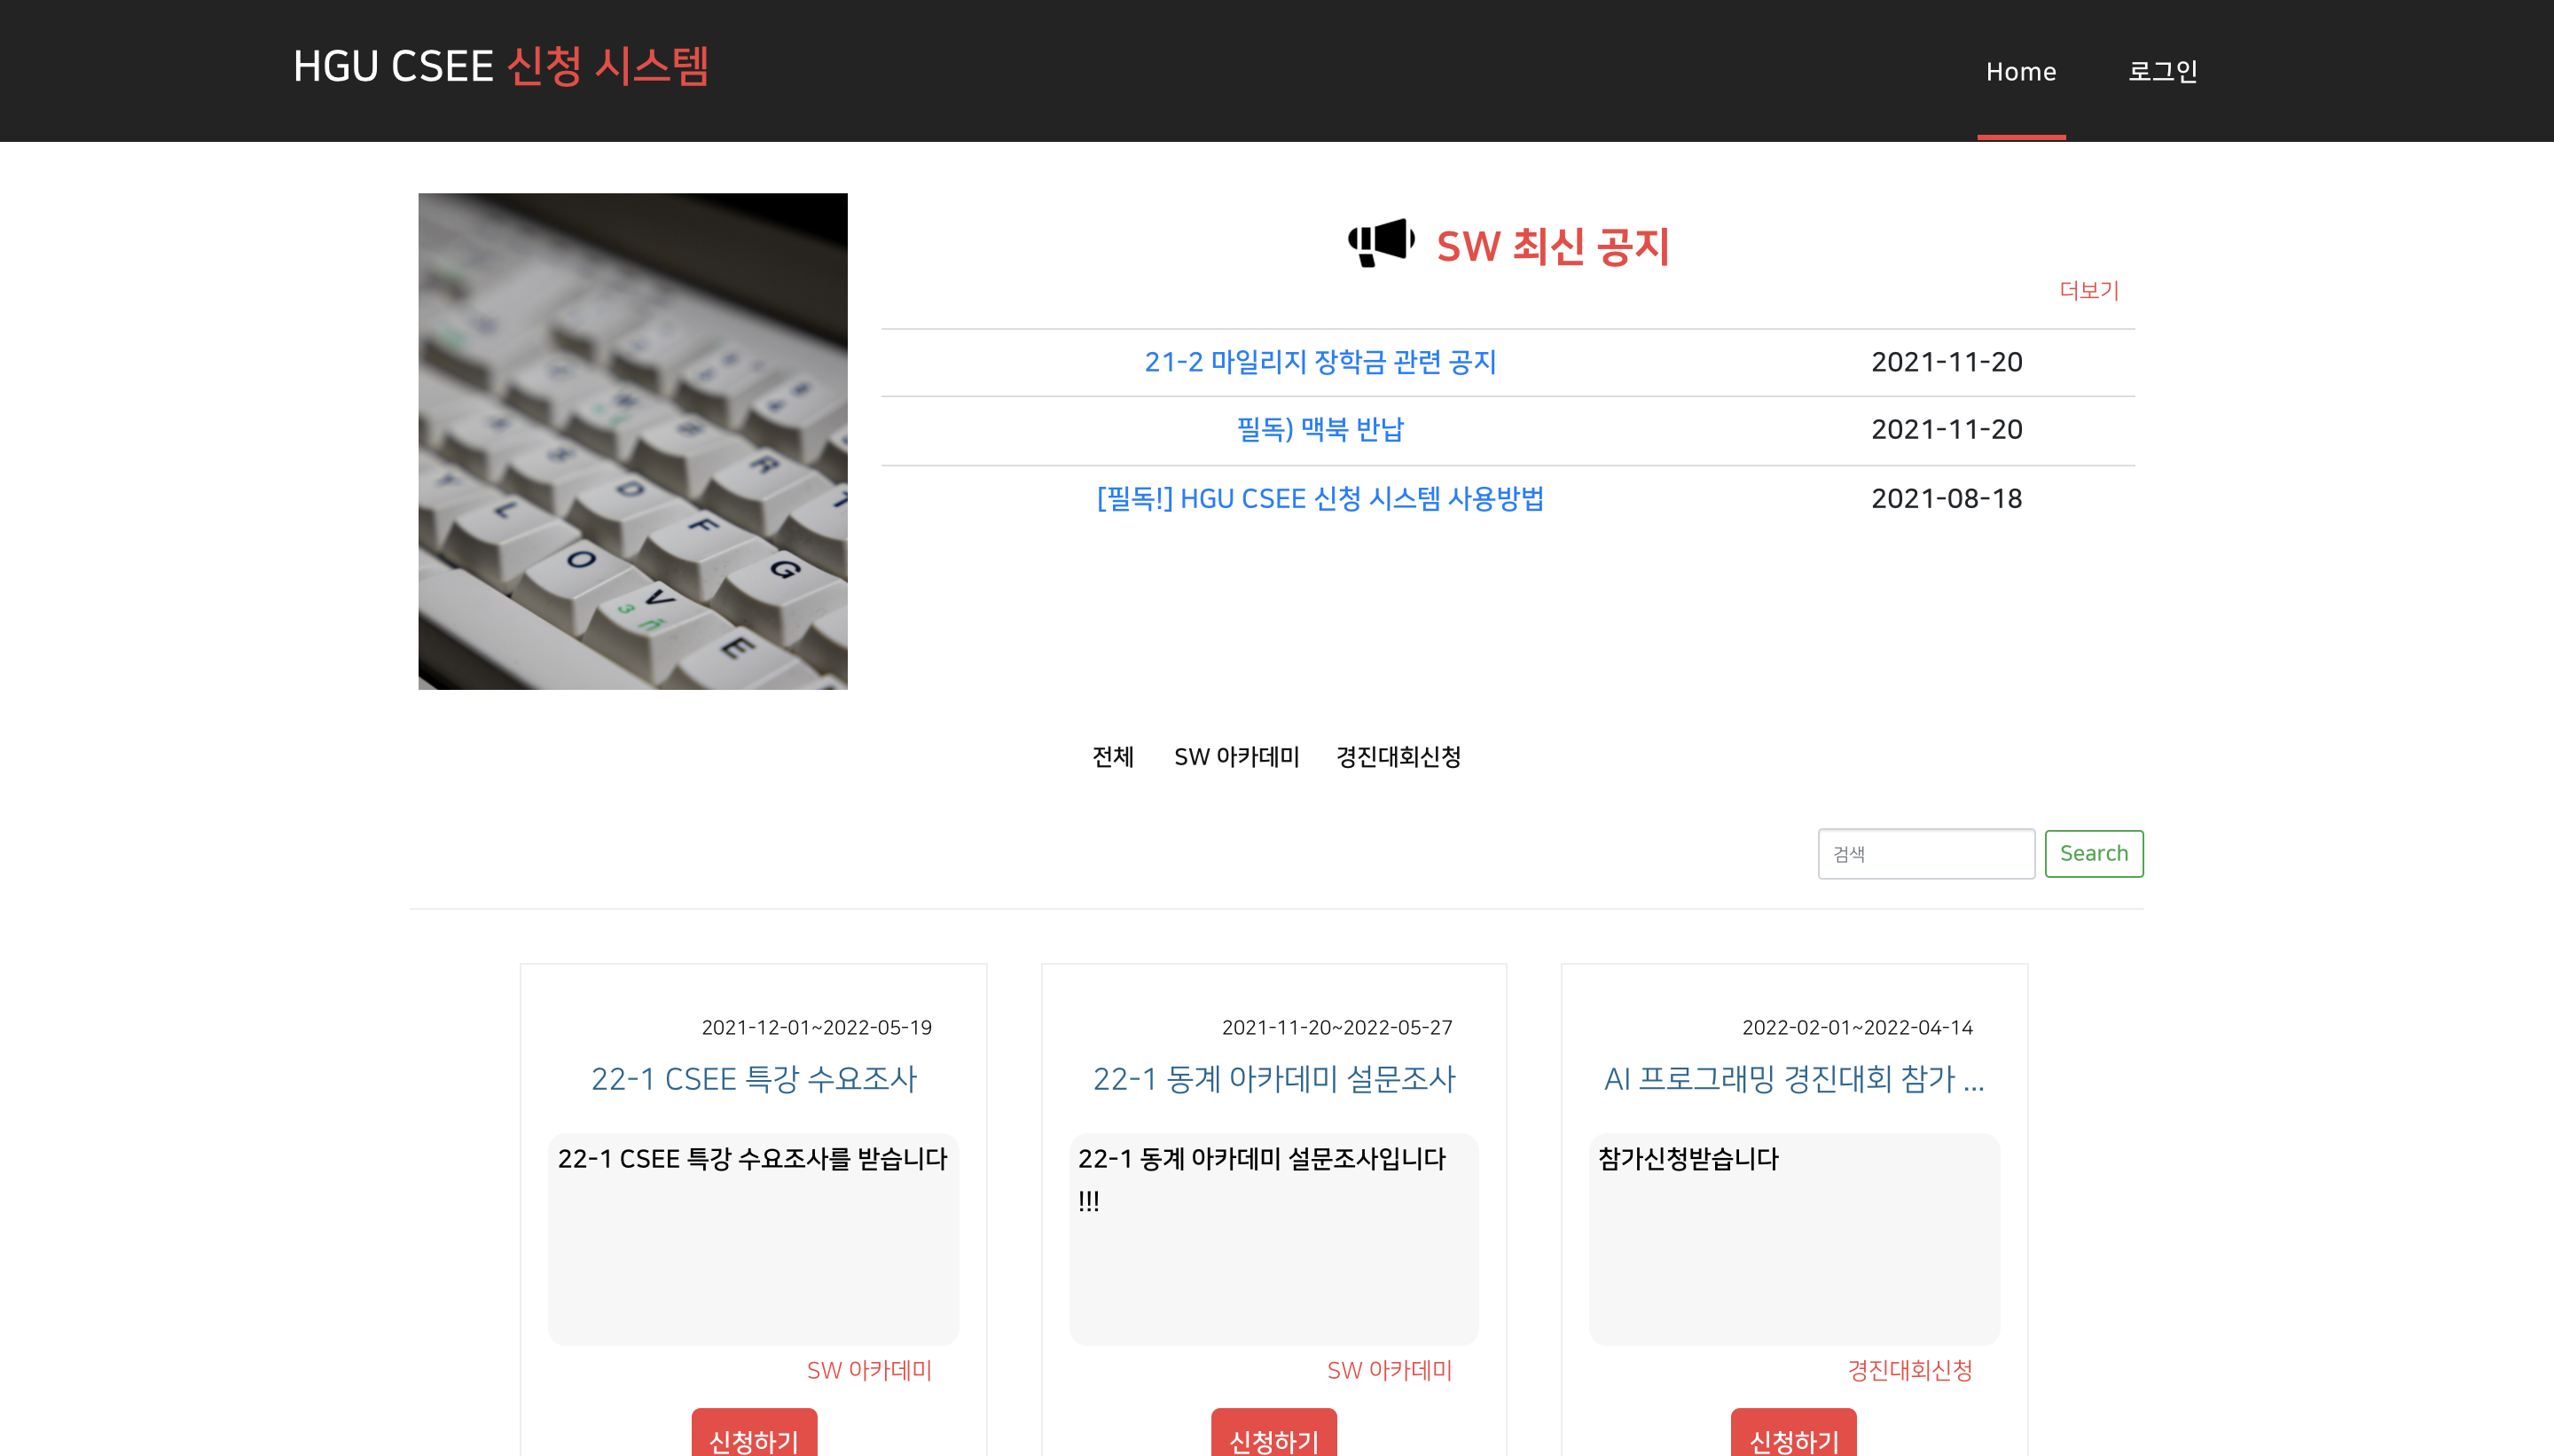 HGU CSEE 신청 시스템
Home
로그인
SW 최신 공지
더보기
21-2 마일리지 장학금 관련 공지 2021-11-20
필독) 맥북 반납 2021-11-20
[필독!] HGU CSEE 신청 시스템 사용방법 2021-08-18
R
D
F
L
O
G
V
3
E
전체 SW 아카데미 경진대회신청
검색 Search
2021-12-01~2022-05-19
22-1 CSEE 특강 수요조사
22-1 CSEE 특강 수요조사를 받습니다
SW 아카데미
신청하기
2021-11-20~2022-05-27
22-1 동계 아카데미 설문조사
22-1 동계 아카데미 설문조사입니다
!!!
SW 아카데미
신청하기
2022-02-01~2022-04-14
AI 프로그래밍 경진대회 참가 ...
참가신청받습니다
경진대회신청
신청하기